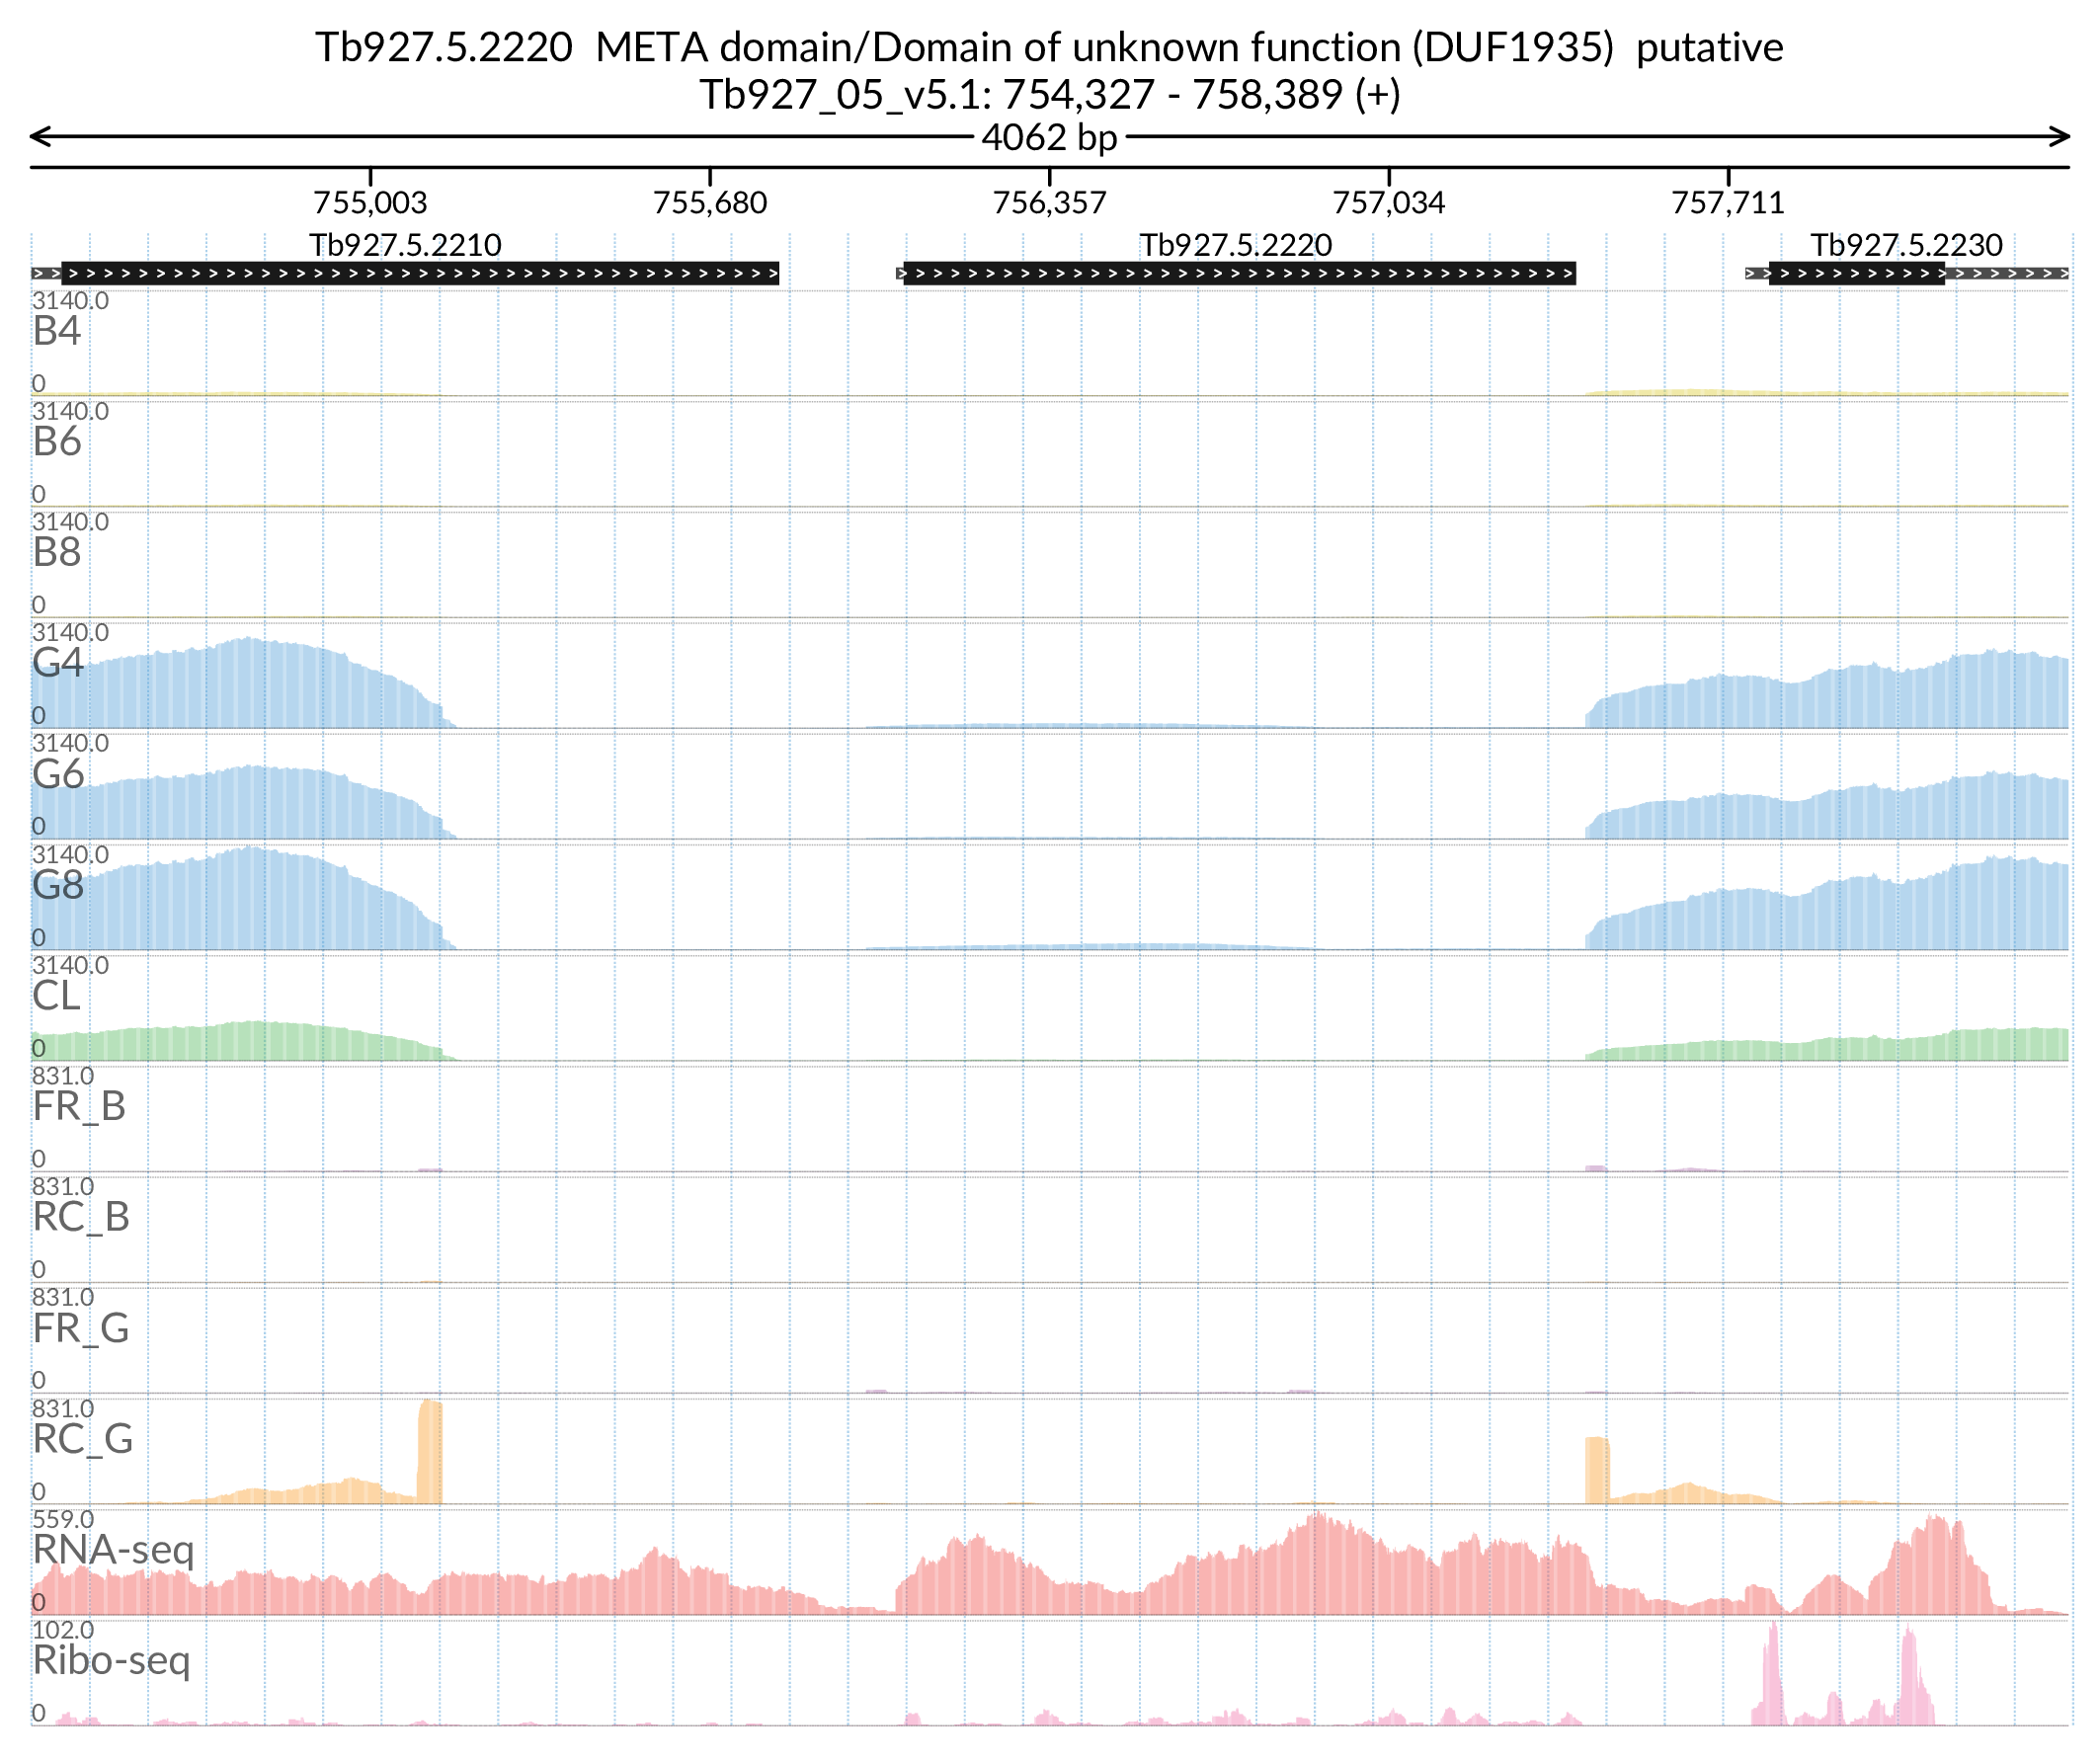 Tb927.5.2220  META domain/Domain of unknown function (DUF1935)  putative
Tb927_05_v5.1: 754,327 - 758,389 (+)
4062 bp
755,003 755,680 756,357 757,034 757,711
Tb927.5.2210 Tb927.5.2220 Tb927.5.2230
3140.0
B4
0
3140.0
B6
0
3140.0
B8
0
3140.0
G4
0
3140.0
G6
0
3140.0
G8
0
3140.0
CL
0
831.0
FR_B
0
831.0
RC_B
0
831.0
FR_G
0
831.0
RC_G
0
559.0
RNA-seq
0
102.0
Ribo-seq
0